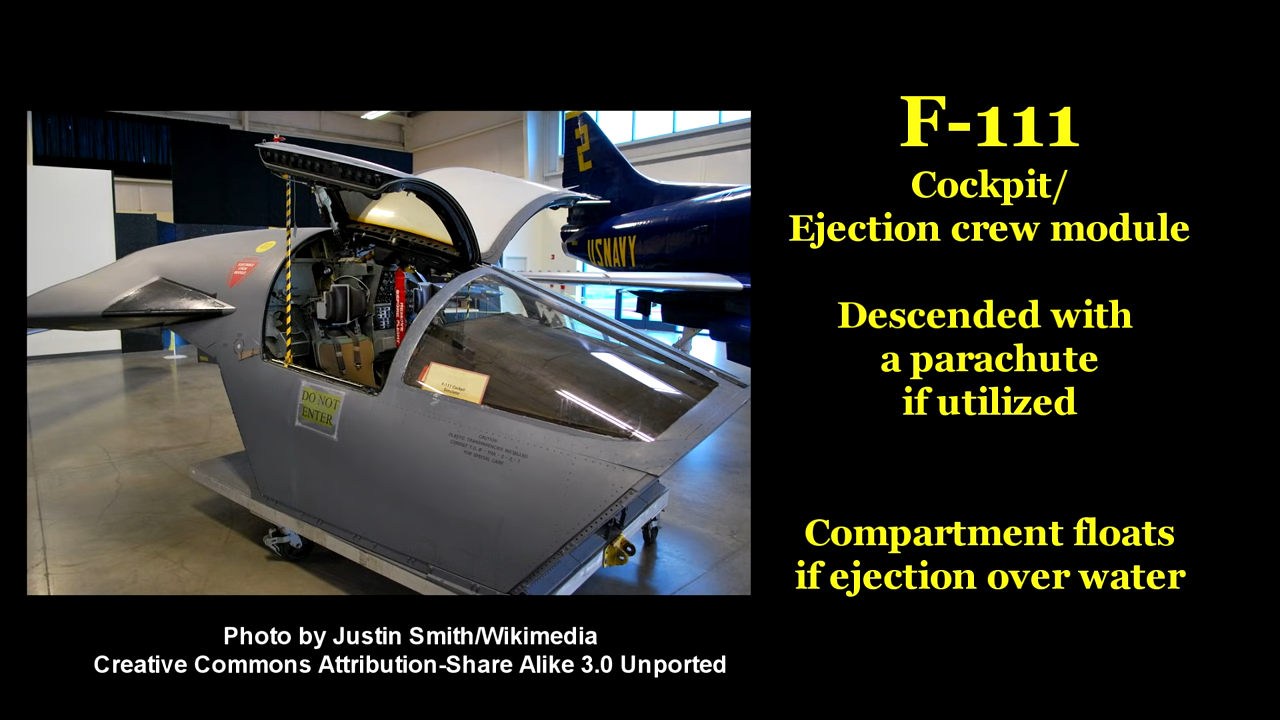 F-111
Cockpit/
Ejection crew module
Descended with
a parachute
if utilized
Compartment floats
if ejection over water
2
US NAVY
DO NOT
ENTER
CAUTION
Photo by Justin Smith/Wikimedia
Creative Commons Attribution-Share Alike 3.0 Unported